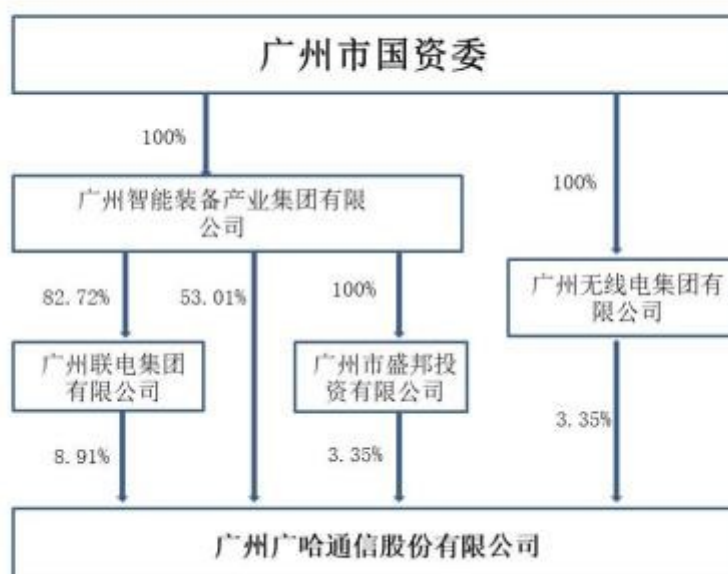 广州市国资委
100%
100%
广州智能装备产业集团有限
公司
82.72%
53.01%
100%
广州无线电集团有
限公司
广州联电集团
有限公司
广州市盛邦投
资有限公司
8.91%
3.35%
3.35%
广州广哈通信股份有限公司